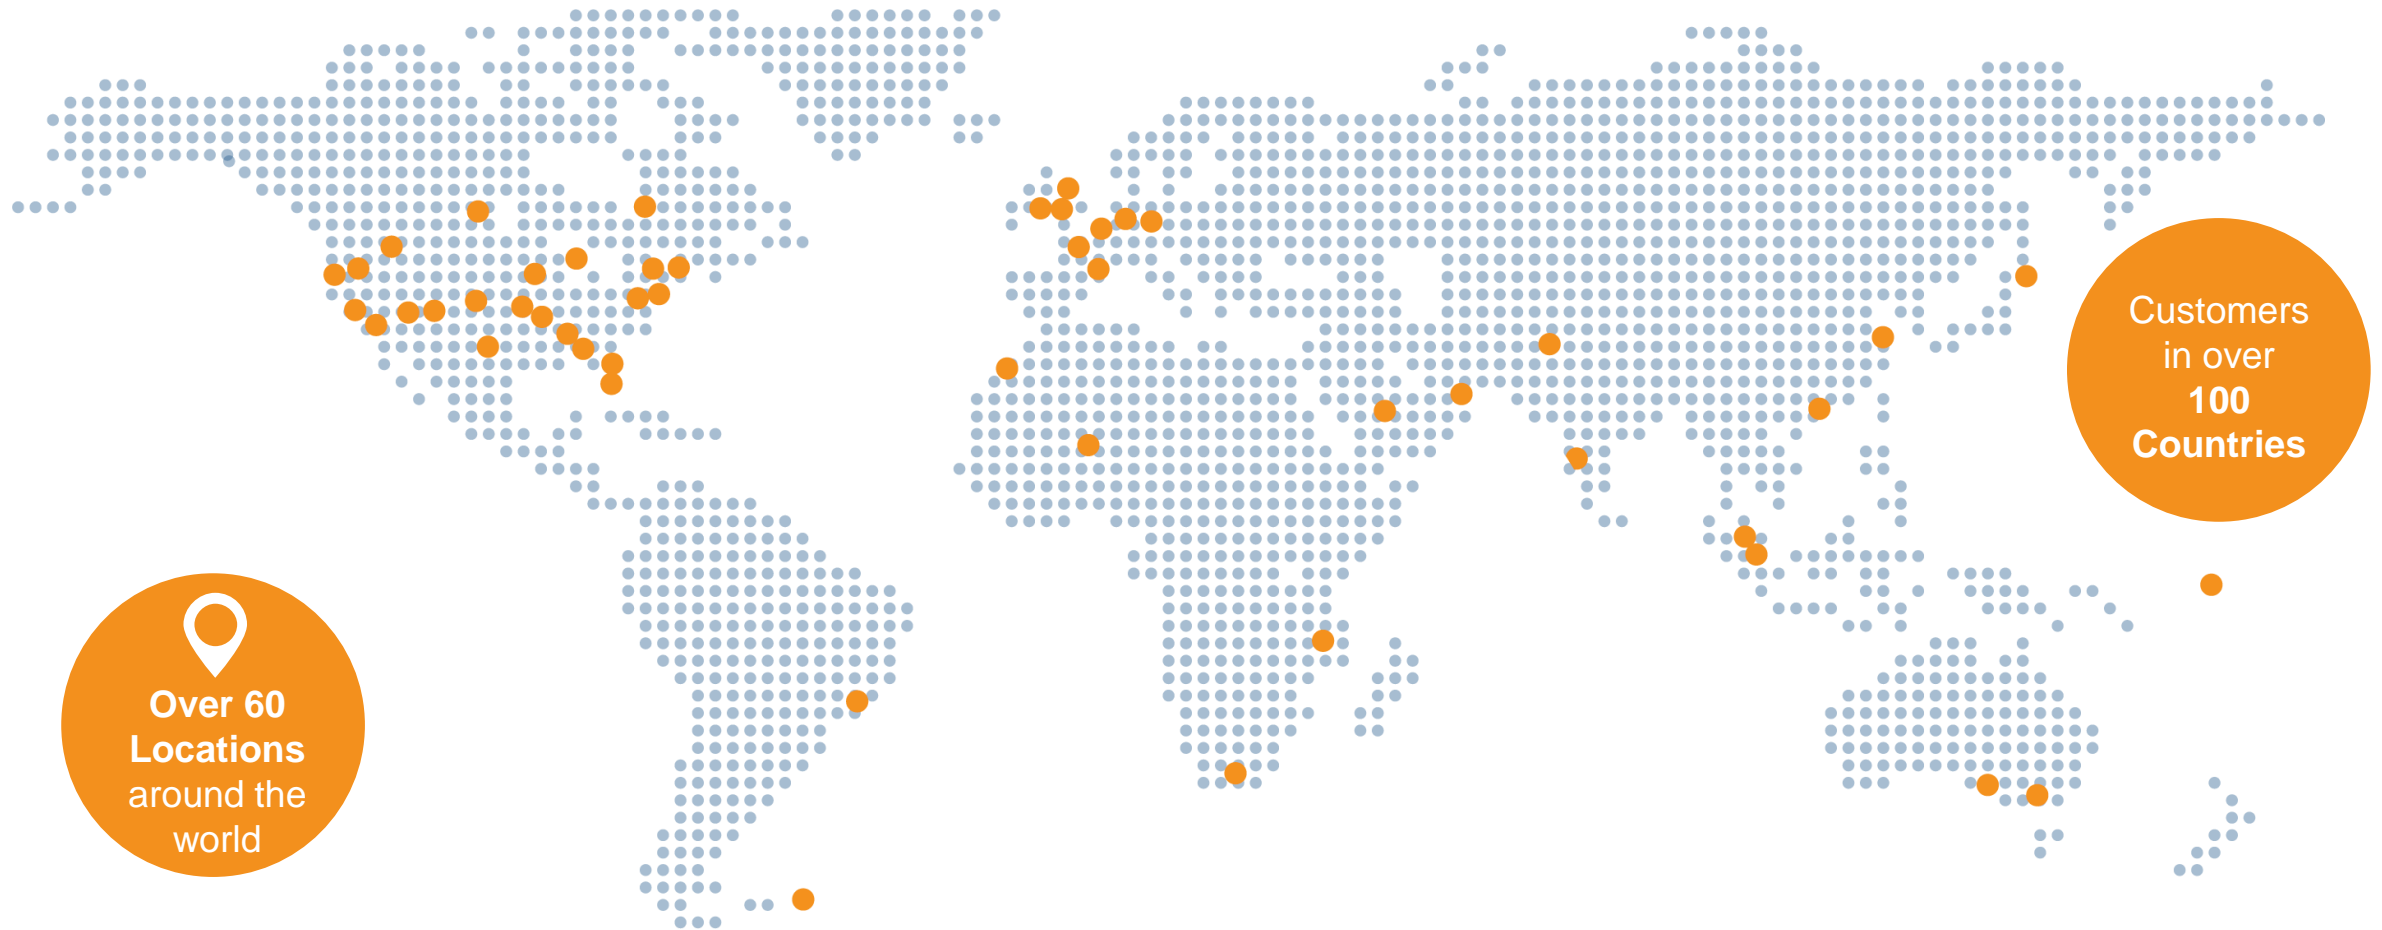 Customers
in over
100
Countries
Over 60
Locations
around the
world